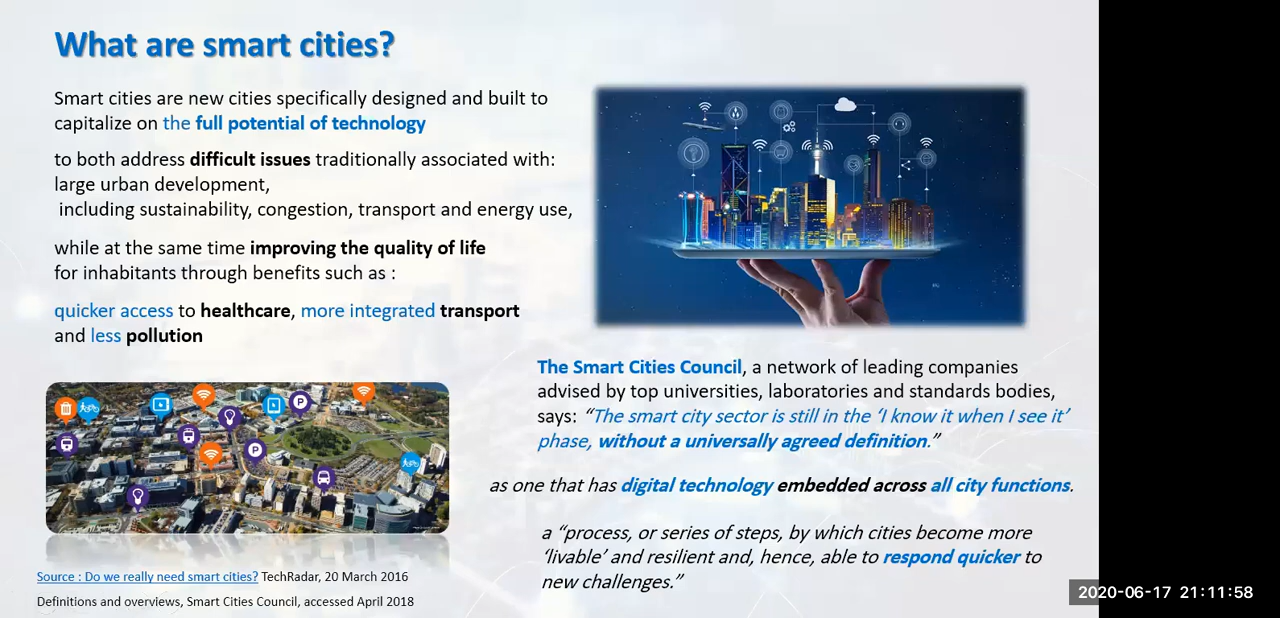 What are smart cities?
Smart cities are new cities specifically designed and built to
capitalize on the full potential of technology
to both address difficult issues traditionally associated with:
large urban development,
including sustainability, congestion, transport and energy use,
while at the same time improving the quality of life
for inhabitants through benefits such as :
quicker access to healthcare, more integrated transport
and less pollution
The Smart Cities Council, a network of leading companies
advised by top universities, laboratories and standards bodies,
says: “The smart city sector is still in the ‘I know it when I see it’
phase, without a universally agreed definition.”
as one that has digital technology embedded across all city functions.
a “process, or series of steps, by which cities become more
‘livable’ and resilient and, hence, able to respond quicker to
new challenges.”
P
P
Source : Do we really need smart cities? TechRadar, 20 March 2016
Definitions and overviews, Smart Cities Council, accessed April 2018
2020-06-17 21:11:58